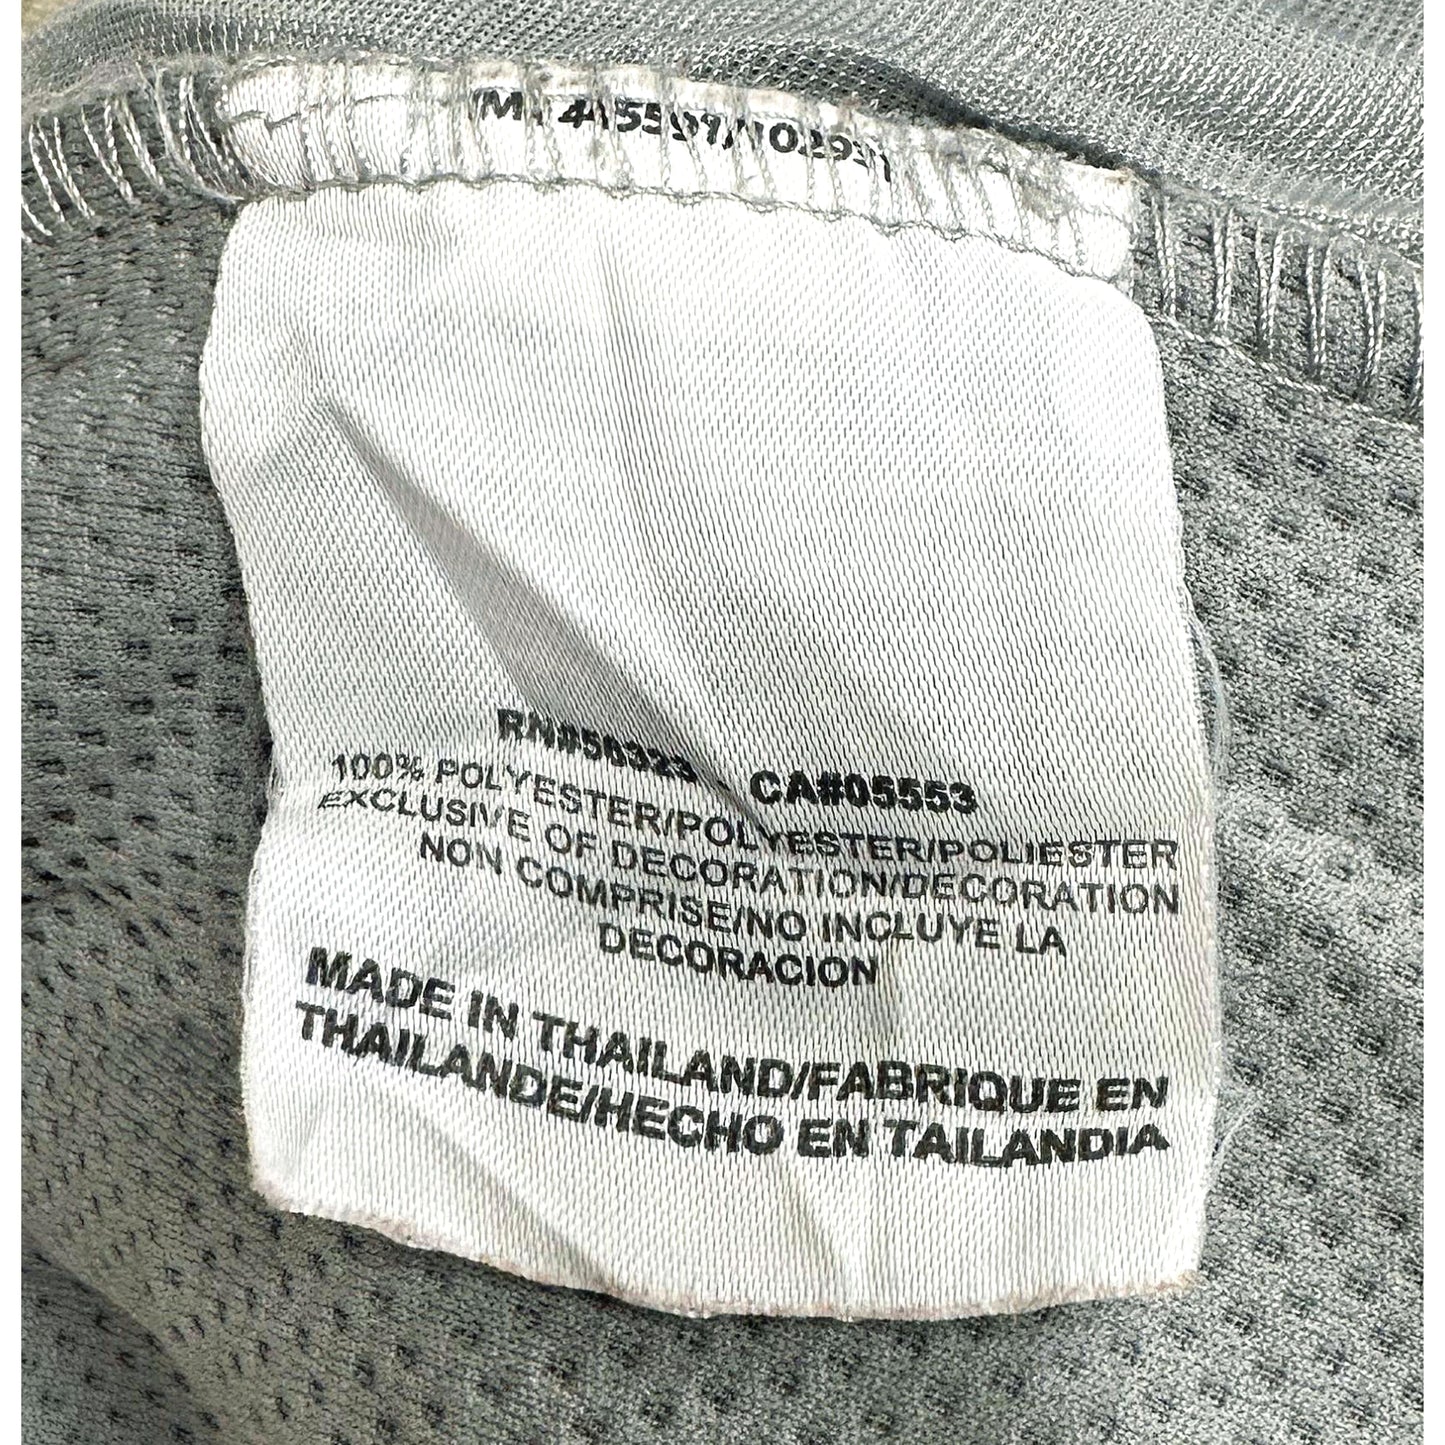 RN#56323 - CA#05553
100% POLYESTER/POLYESTER/POLIESTER
EXCLUSIVE OF DECORATION/DECORATION
NON COMPRISE/NO INCLUYE LA
DECORACION
MADE IN THAILAND/FABRIQUE EN
THAILANDE/HECHO EN TAILANDIA